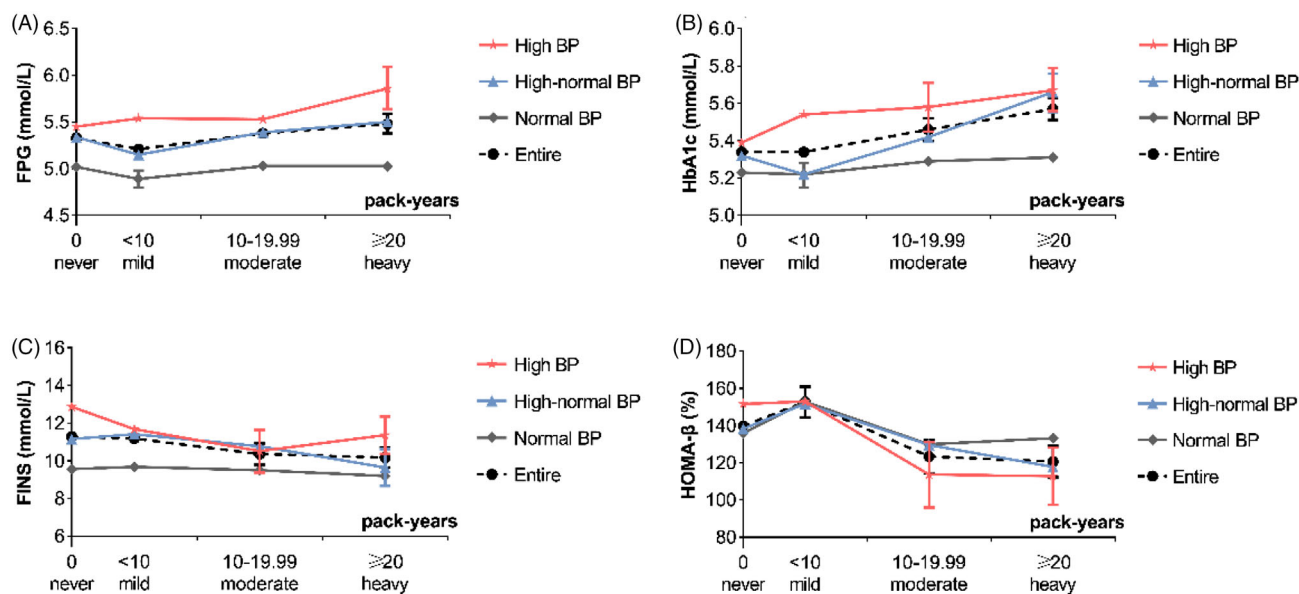 (A)
FPG (mmol/L)
6.5
6.0
5.5
5.0
4.5
pack-years
0 <10 10-19.99 ⩾20
never mild moderate heavy
High BP
High-normal BP
Normal BP
Entire
(B)
HbA1c (mmol/L)
6.0
5.8
5.6
5.4
5.2
5.0
pack-years
0 <10 10-19.99 ⩾20
never mild moderate heavy
High BP
High-normal BP
Normal BP
Entire
(C)
FINS (mmol/L)
16
14
12
10
8
6
pack-years
0 <10 10-19.99 ⩾20
never mild moderate heavy
High BP
High-normal BP
Normal BP
Entire
(D)
HOMA-β (%)
180
160
140
120
100
80
pack-years
0 <10 10-19.99 ⩾20
never mild moderate heavy
High BP
High-normal BP
Normal BP
Entire